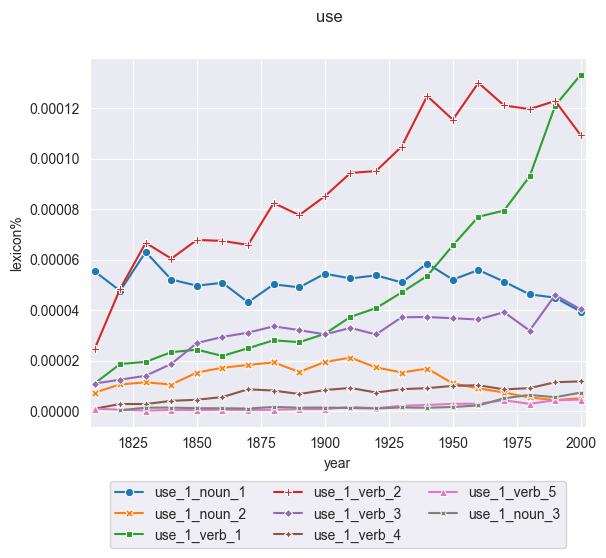 use
0.00012
0.00010
0.00008
0.00006
0.00004
0.00002
0.00000
lexicon%
1825 1850 1875 1900 1925 1950 1975 2000
year
use_1_noun_1 use_1_verb_2 use_1_verb_5
use_1_noun_2 use_1_verb_3 use_1_noun_3
use_1_verb_1 use_1_verb_4